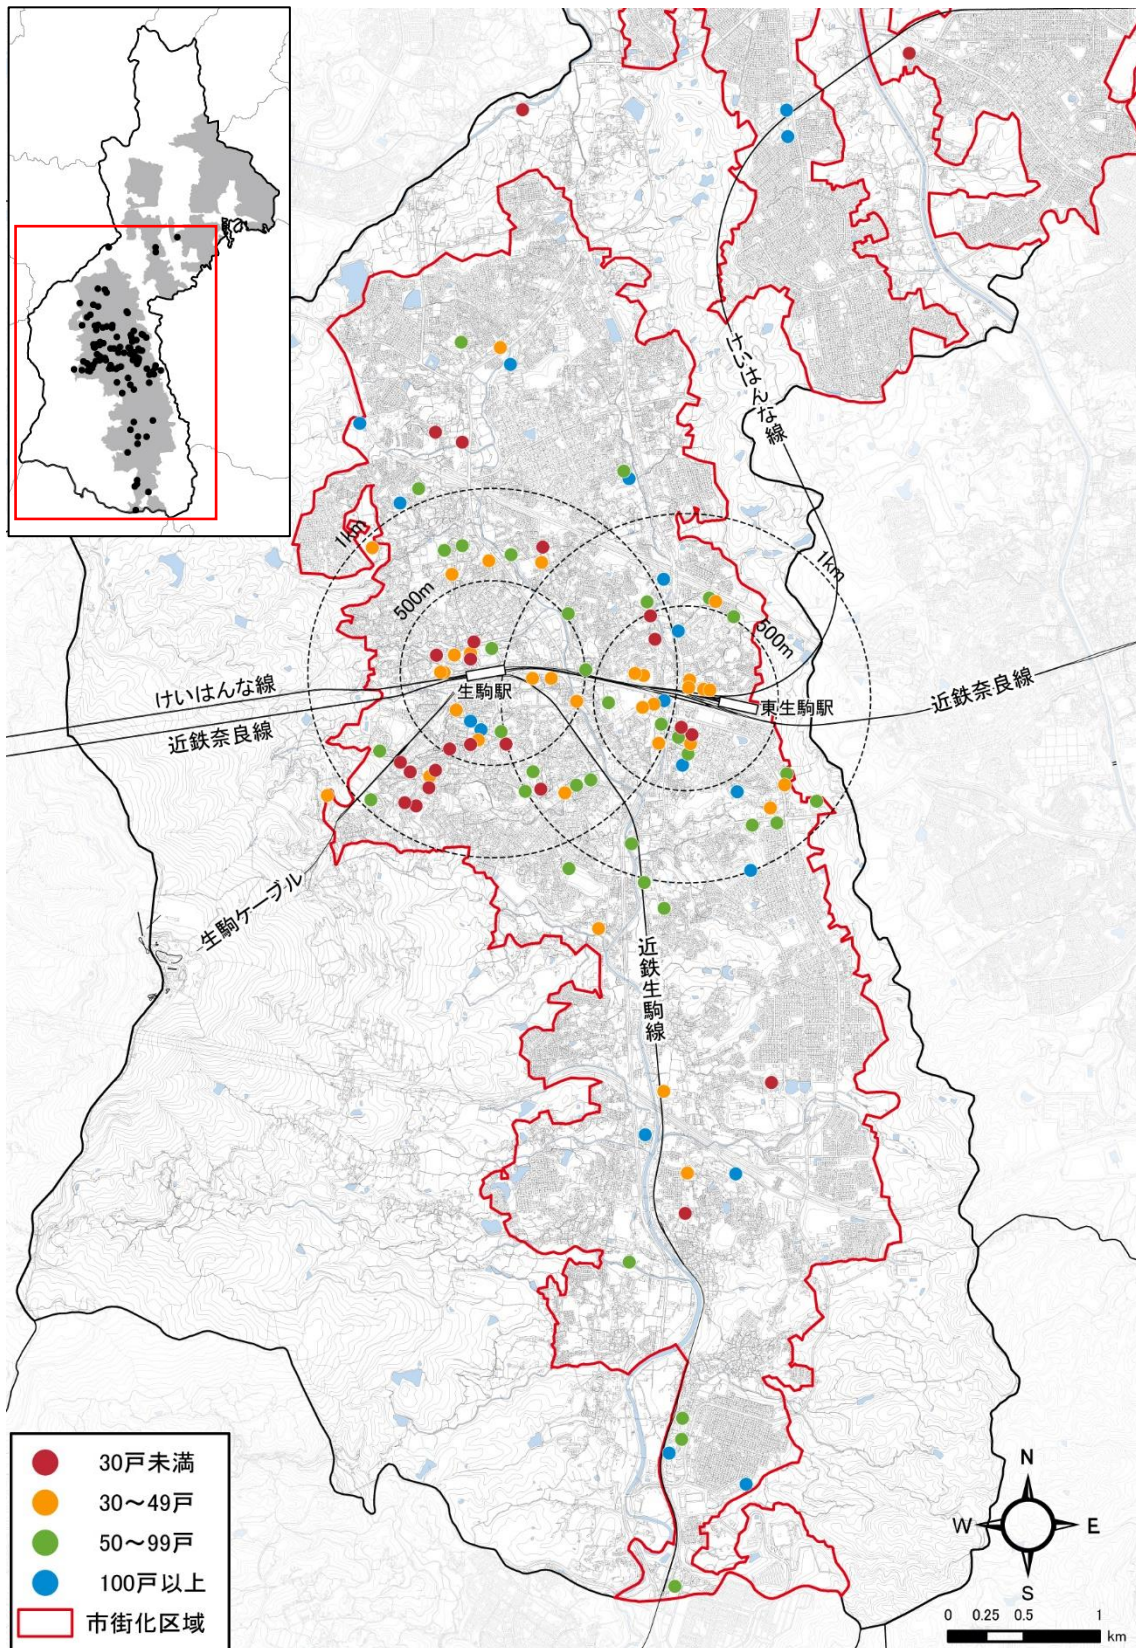 けいはんな線
1km
1km
500m
500m
けいはんな線
近鉄奈良線
生駒駅
東生駒駅
近鉄奈良線
生駒ケーブル
近鉄生駒線
30戸未満
30～49戸
50～99戸
100戸以上
市街化区域
N
W E
S
0 0.25 0.5 1
km